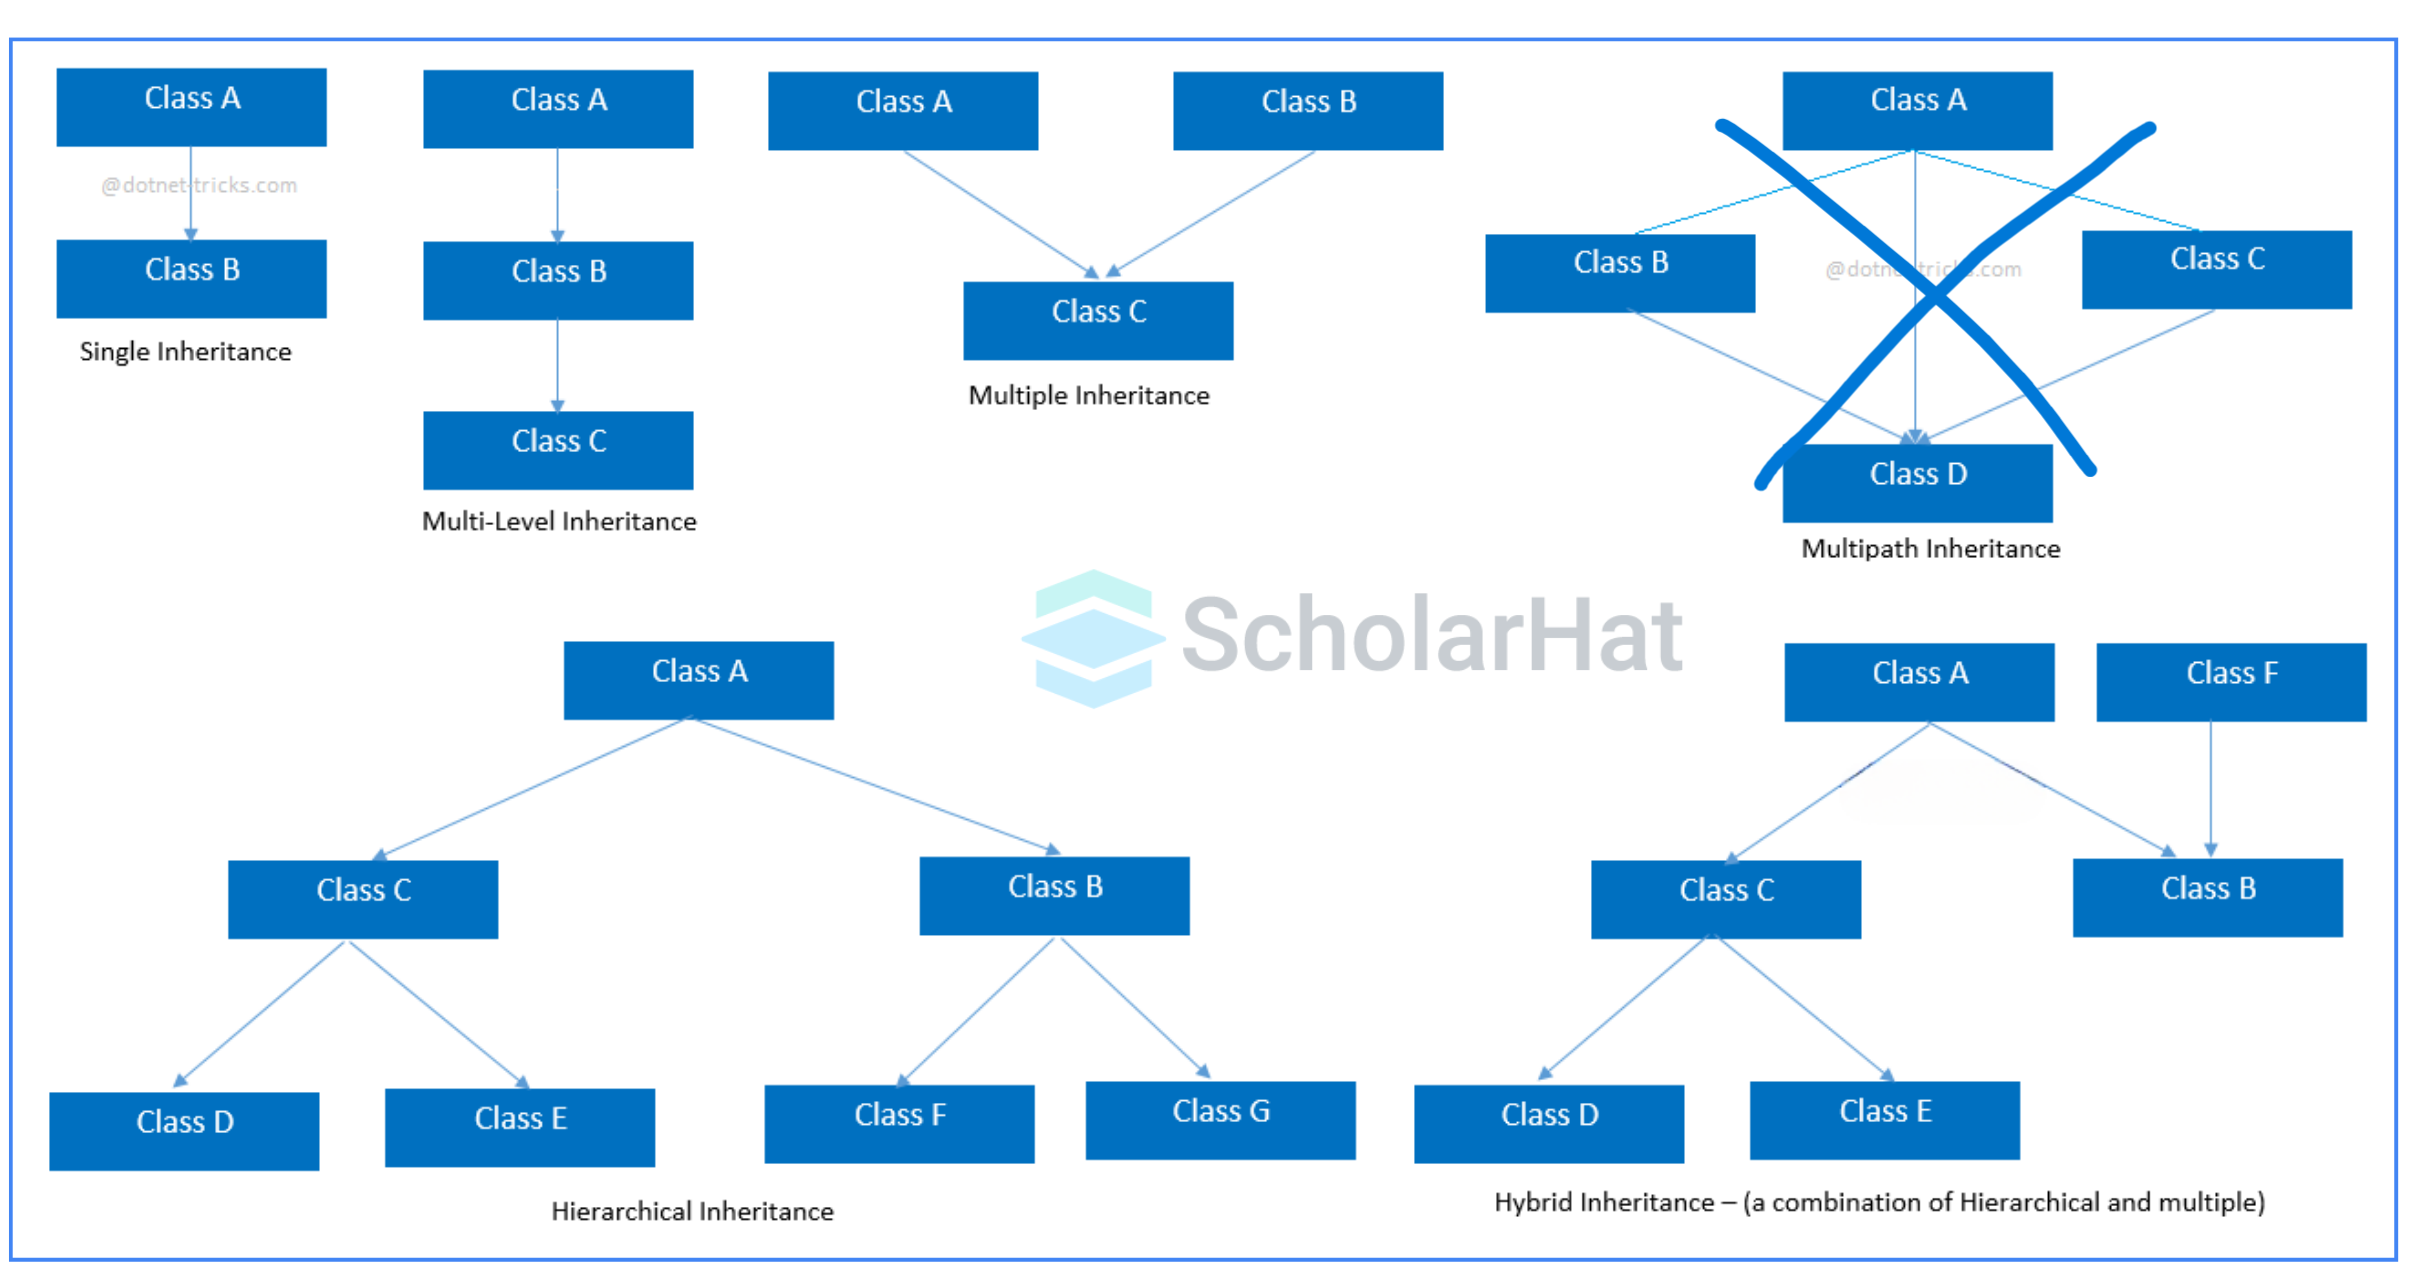 Class A
@dotnet-tricks.com
Class B
Single Inheritance
Class A
Class B
Class C
Multi-Level Inheritance
Class A
Class B
Class C
Multiple Inheritance
Class A
Class B
@dotnet-tricks.com
Class C
Class D
Multipath Inheritance
ScholarHat
Class A
Class C
Class B
Class D
Class E
Class F
Class G
Hierarchical Inheritance
Class A
Class F
Class C
Class B
Class D
Class E
Hybrid Inheritance – (a combination of Hierarchical and multiple)